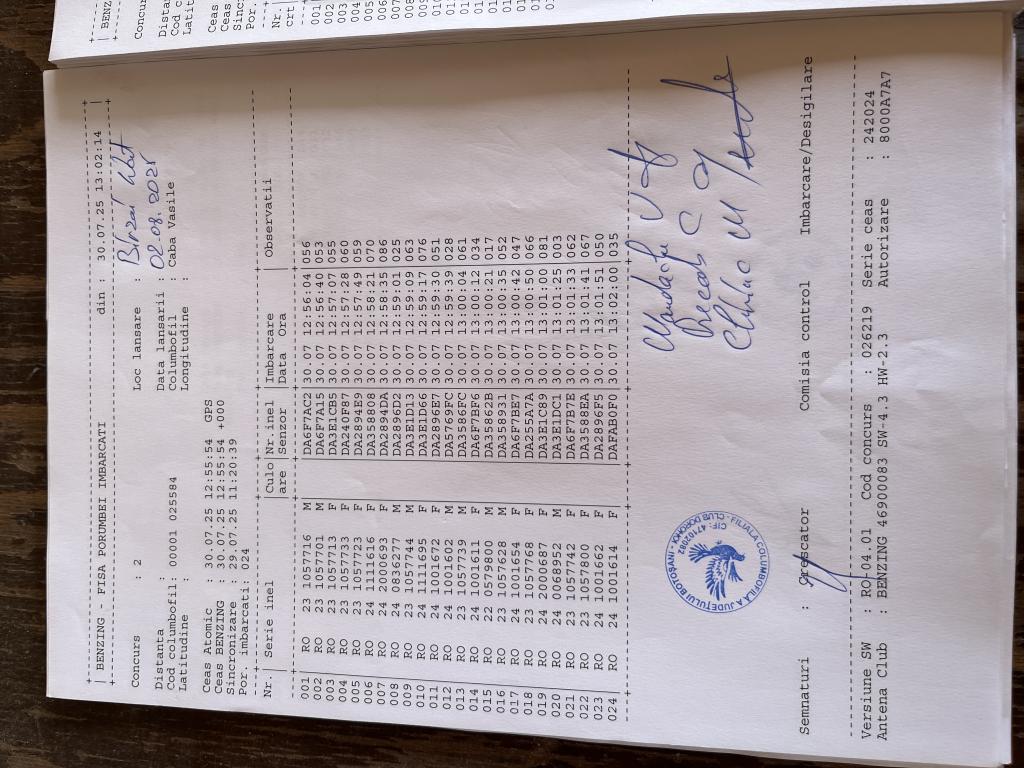 BENZING - FISA PORUMBEI IMBARCATI din : 30.07.25 13:02:14
Concurs : 2 Loc lansare :
Distanta : Data lansarii : 02.08.2025
Cod columbofil: 00001 025584 Columbofil : Caba Vasile
Latitudine : Longitudine :
Ceas Atomic : 30.07.25 12:55:54 GPS
Ceas BENZING : 30.07.25 12:55:54 +000
Sincronizare : 29.07.25 11:20:39
Por. imbarcati: 024
Nr.| Serie inel |Culo|Nr.inel |Imbarcare |Observatii
are |Senzor |Data Ora
001| RO 23 1057716 M |DA6F7AC2| 30.07 12:56:04| 056
002| RO 23 1057701 M |DA6F7A15| 30.07 12:56:40| 053
003| RO 23 1057713 F |DA3E1CB5| 30.07 12:57:07| 055
004| RO 23 1057733 F |DA240F87| 30.07 12:57:28| 060
005| RO 23 1057723 F |DA2894E9| 30.07 12:57:49| 059
006| RO 24 1111616 F |DA358808| 30.07 12:58:21| 070
007| RO 24 2000693 F |DA2894DA| 30.07 12:58:35| 086
008| RO 24 0836277 M |DA2896D2| 30.07 12:59:01| 025
009| RO 23 1057744 M |DA3E1D13| 30.07 12:59:09| 063
010| RO 24 1111695 F |DA3E1D66| 30.07 12:59:17| 076
011| RO 24 1001672 F |DA2896E7| 30.07 12:59:30| 051
012| RO 24 1001602 M |DA5769FC| 30.07 12:59:39| 028
013| RO 23 1057736 M |DA3586FC| 30.07 13:00:04| 061
014| RO 24 1001611 F |DA6F7BF6| 30.07 13:00:14| 034
015| RO 22 0579800 M |DA35862B| 30.07 13:00:21| 017
016| RO 23 1057628 M |DA358931| 30.07 13:00:35| 052
017| RO 24 1001654 F |DA6F7BE7| 30.07 13:00:42| 047
018| RO 23 1057768 F |DA255A7A| 30.07 13:00:50| 066
019| RO 24 2000687 F |DA3E1C89| 30.07 13:01:00| 081
020| RO 24 0068952 M |DA3E1DC1| 30.07 13:01:25| 003
021| RO 23 1057742 F |DA6F7B7E| 30.07 13:01:33| 062
022| RO 23 1057800 F |DA3588EA| 30.07 13:01:41| 067
023| RO 24 1001662 F |DA2896F5| 30.07 13:01:51| 050
024| RO 24 1001614 F |DAFAB0F0| 30.07 13:02:00| 035
FILIALA COLUMBOFILĂ A JUDEȚULUI BOTOȘANI - CLUB DOROHOI
Semnaturi : Crescator Comisia control Imbarcare/Desigilare
Versiune SW : RO-04.01 Cod concurs : 026219 Serie ceas : 242024
Antena Club : BENZING 46900083 SW-4.3 HW-2.3 Autorizare : 8000A7A7